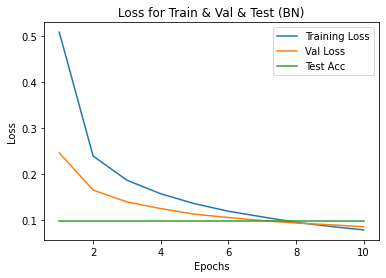 Loss for Train & Val & Test (BN)
Training Loss
Val Loss
Test Acc
0.5
0.4
0.3
0.2
0.1
Loss
2
4
6
8
10
Epochs